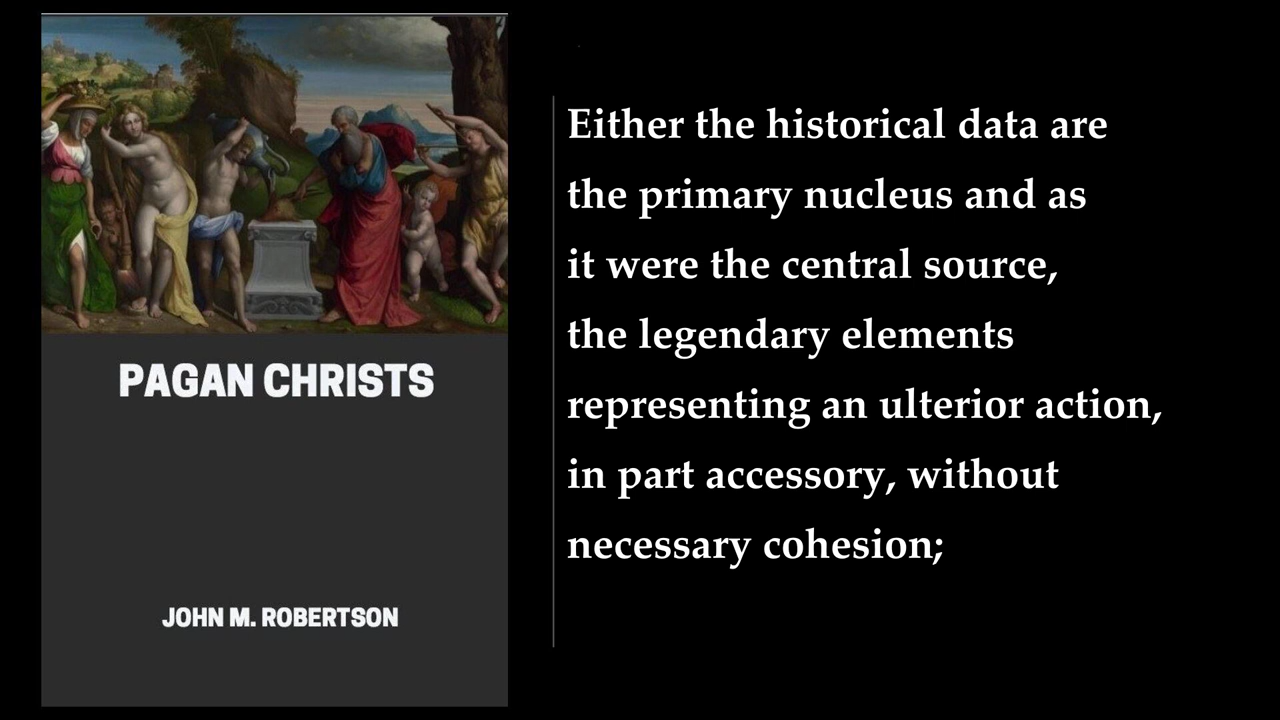 PAGAN CHRISTS
JOHN M. ROBERTSON
Either the historical data are
the primary nucleus and as
it were the central source,
the legendary elements
representing an ulterior action,
in part accessory, without
necessary cohesion;